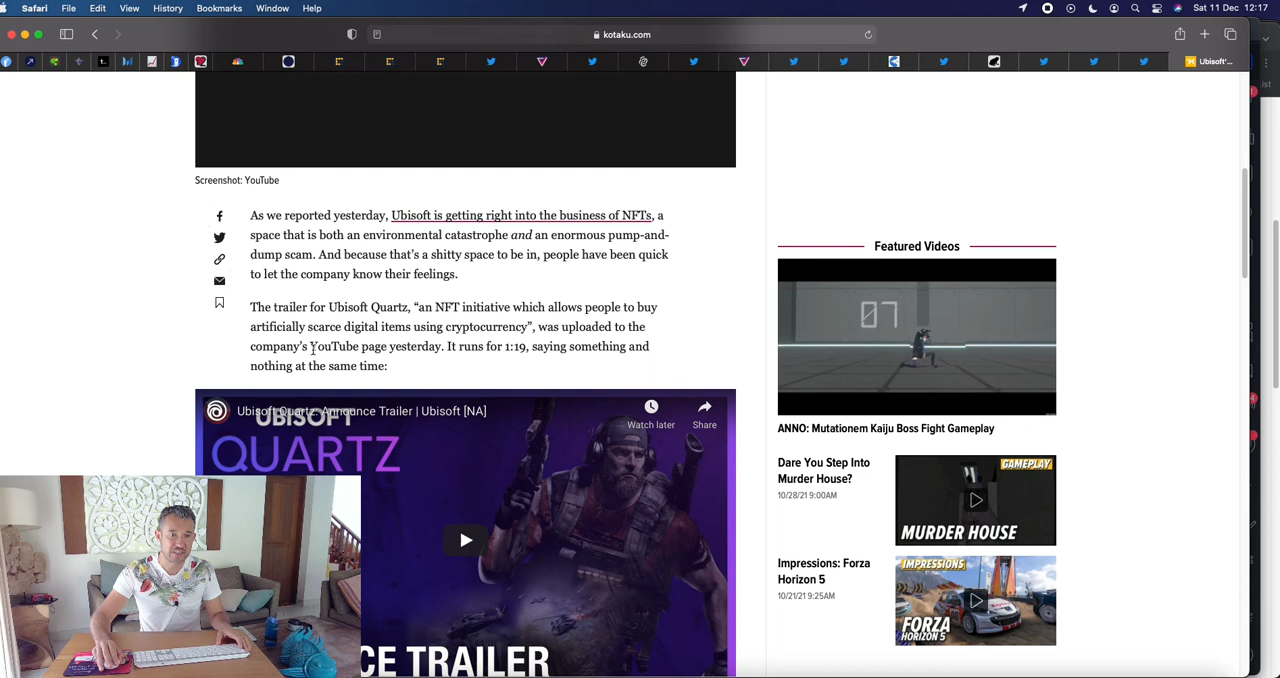 Safari File Edit View History Bookmarks Window Help
Sat 11 Dec 12:17
kotaku.com
Ubisoft'...
ist
Screenshot: YouTube
As we reported yesterday, Ubisoft is getting right into the business of NFTs, a
space that is both an environmental catastrophe and an enormous pump-and-
dump scam. And because that's a shitty space to be in, people have been quick
to let the company know their feelings.
The trailer for Ubisoft Quartz, “an NFT initiative which allows people to buy
artificially scarce digital items using cryptocurrency”, was uploaded to the
company's YouTube page yesterday. It runs for 1:19, saying something and
nothing at the same time:
Ubisoft Quartz: Announce Trailer | Ubisoft [NA]
Watch later
Share
UBISOFT
QUARTZ
CE TRAILER
Featured Videos
07
ANNO: Mutationem Kaiju Boss Fight Gameplay
Dare You Step Into
Murder House?
10/28/21 9:00AM
GAMEPLAY
MURDER HOUSE
Impressions: Forza
Horizon 5
10/21/21 9:25AM
IMPRESSIONS
FORZA
HORIZON 5